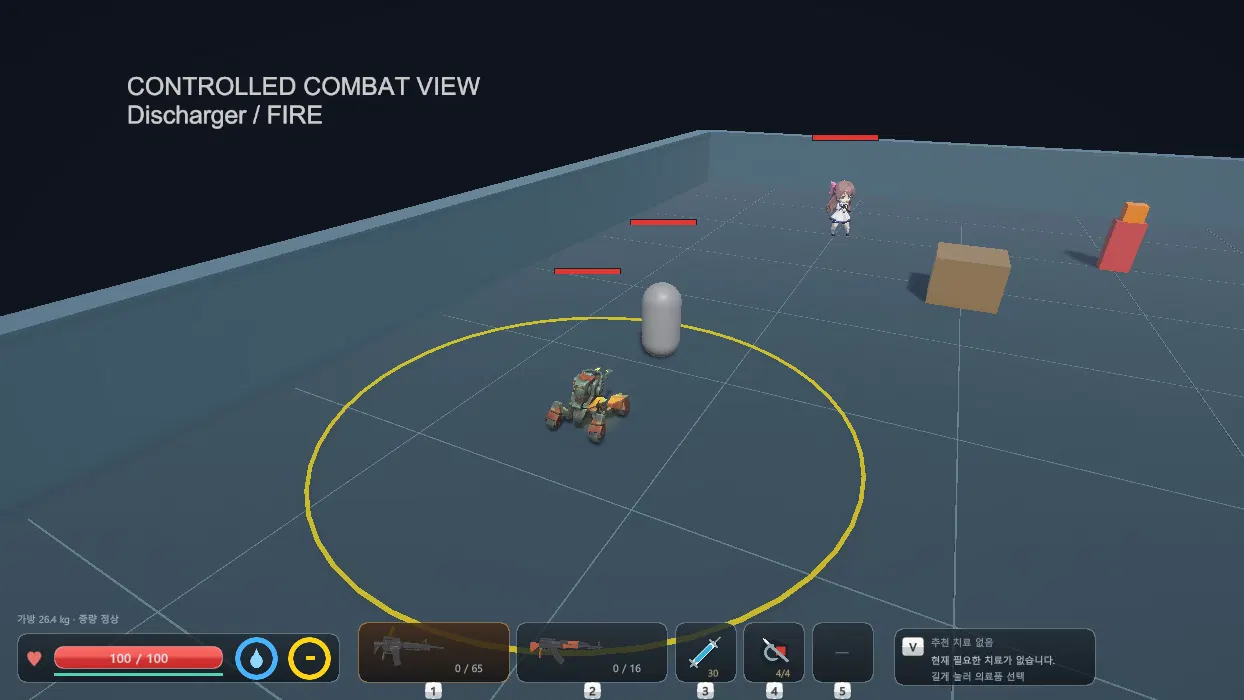 CONTROLLED COMBAT VIEW
Discharger / FIRE
가방 26.4 kg · 중량 정상
100 / 100
0 / 65
0 / 16
30
4/4
1
2
3
4
5
V
추천 치료 없음
현재 필요한 치료가 없습니다.
길게 눌러 의료품 선택